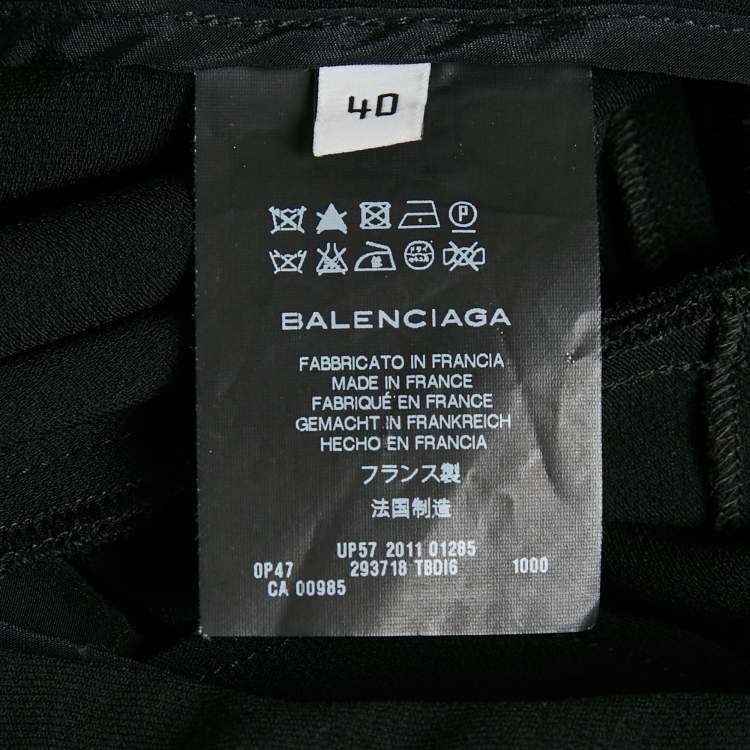 40
P
BALENCIAGA
FABBRICATO IN FRANCIA
MADE IN FRANCE
FABRIQUÉ EN FRANCE
GEMACHT IN FRANKREICH
HECHO EN FRANCIA
フランス製
法国制造
UP57 2011 01285
0P47 293718 TBDI6 1000
CA 00985